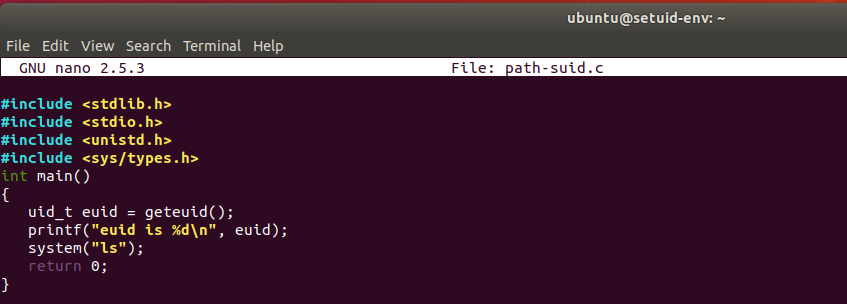 ubuntu@setuid-env: ~
File Edit View Search Terminal Help
GNU nano 2.5.3 File: path-suid.c
#include <stdlib.h>
#include <stdio.h>
#include <unistd.h>
#include <sys/types.h>
int main()
{
   uid_t euid = geteuid();
   printf("euid is %d\n", euid);
   system("ls");
   return 0;
}